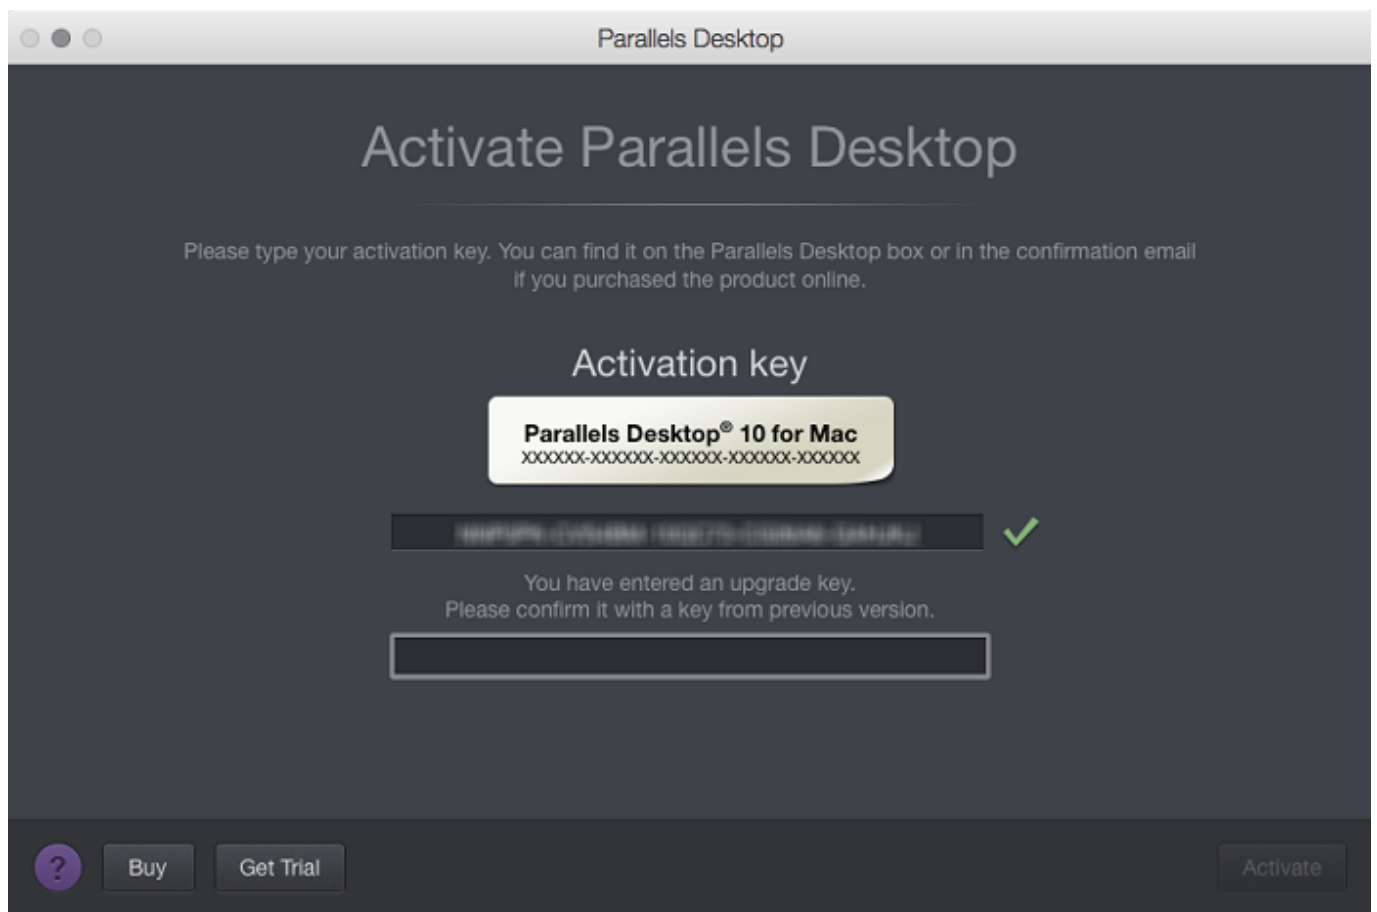 Parallels Desktop
Activate Parallels Desktop
Please type your activation key. You can find it on the Parallels Desktop box or in the confirmation email
if you purchased the product online.
Activation key
Parallels Desktop® 10 for Mac
XXXXXX-XXXXXX-XXXXXX-XXXXXX-XXXXXX
You have entered an upgrade key.
Please confirm it with a key from previous version.
?
Buy
Get Trial
Activate